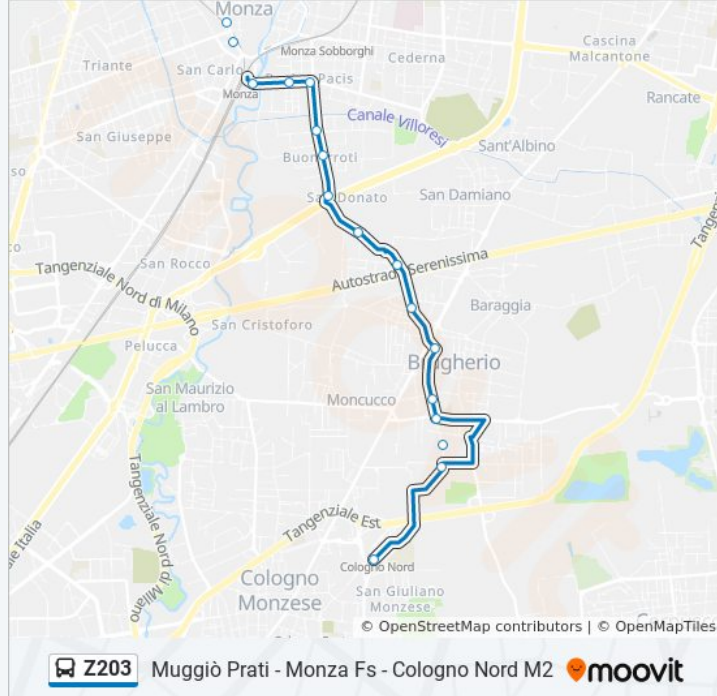 Monza
Monza Sobborghi
Cederna
Cascina
Malcantone
Triante
San Carlo
Pacis
Monza
Rancate
Canale Villoresi
San Giuseppe
Buonarroti
Sant'Albino
San Donato
San Damiano
San Rocco
Tangenziale Nord di Milano
Autostrada Serenissima
Tang
Baraggia
San Cristoforo
Pelucca
Brugherio
San Maurizio
al Lambro
Moncucco
Tangenziale Nord di Milano
Tangenziale Est
ale Italia
Cologno Nord
Cologno
Monzese
San Giuliano
Monzese
© OpenStreetMap contributors | © OpenMapTiles
Z203 Muggiò Prati - Monza Fs - Cologno Nord M2 moovit